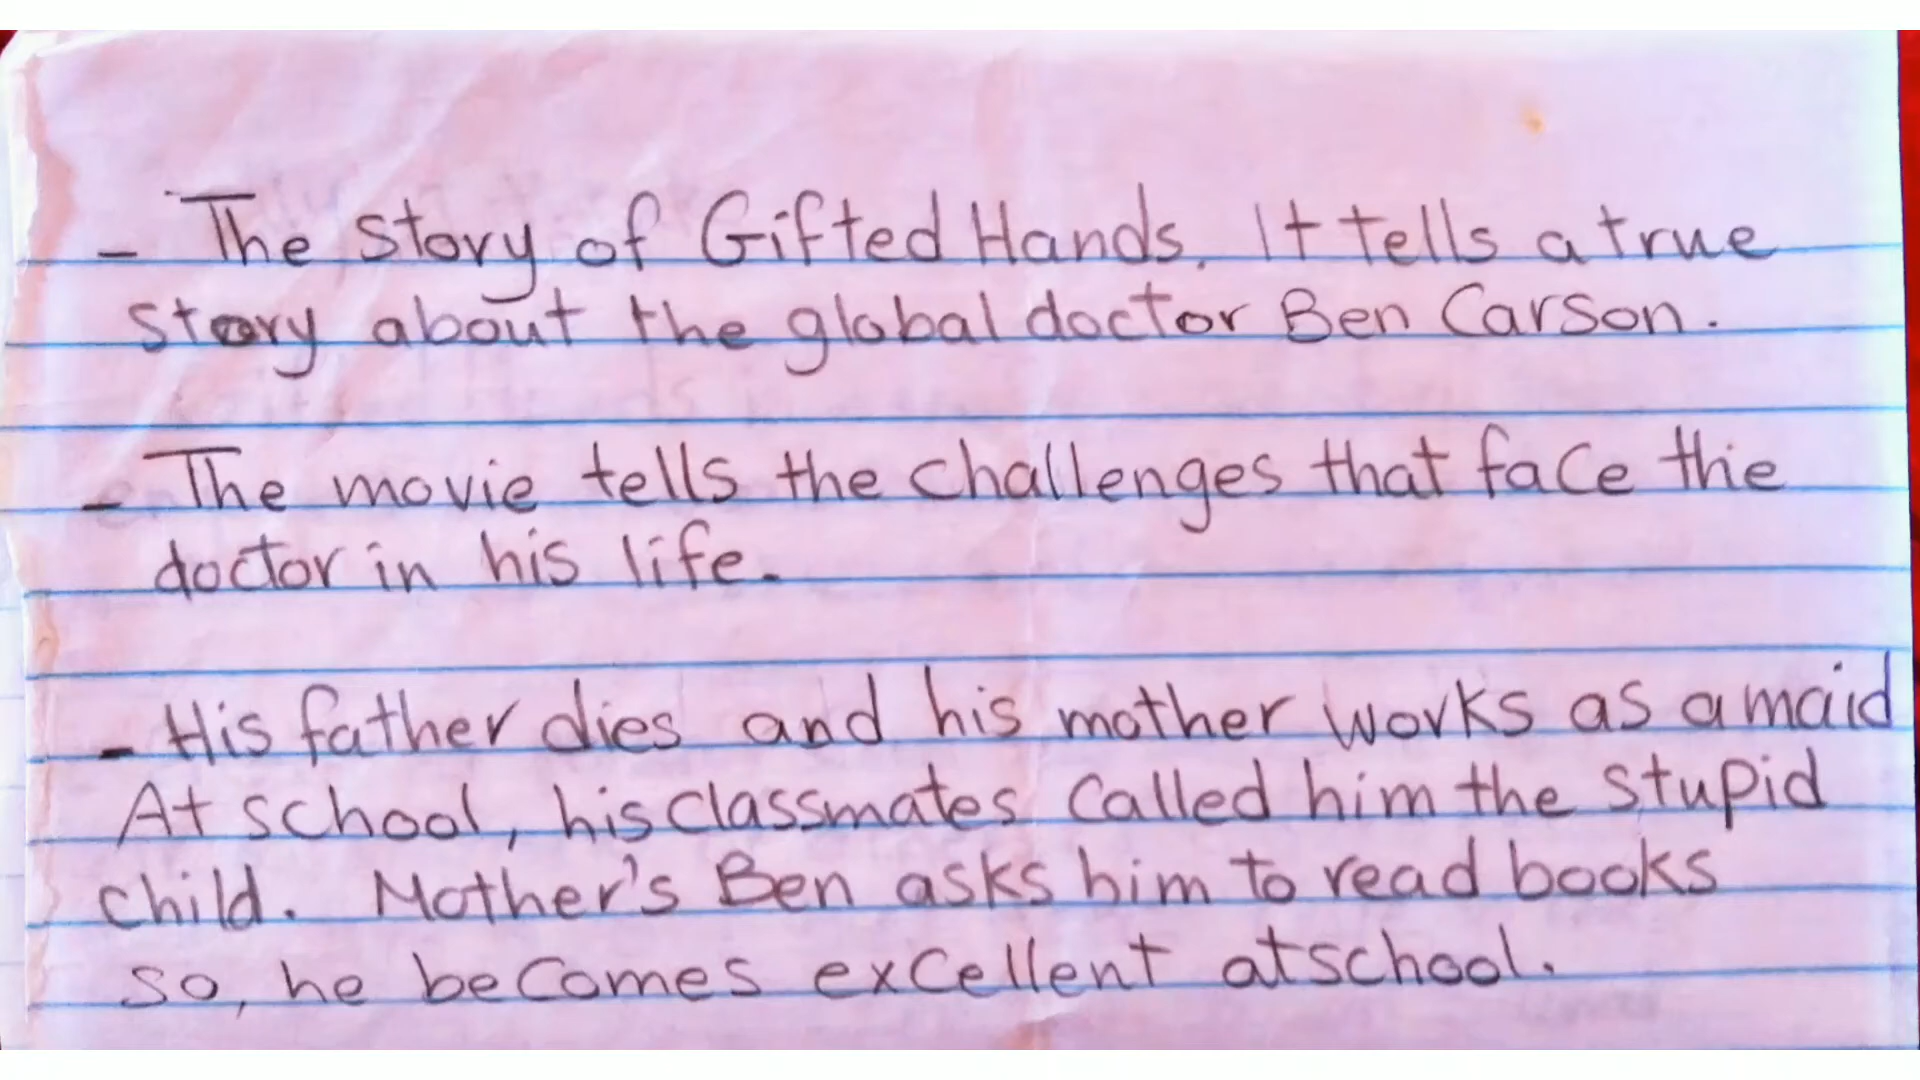 - The story of Gifted Hands. It tells a true
story about the global doctor Ben Carson.
- The movie tells the challenges that face the
doctor in his life.
- His father dies and his mother works as a maid
At school, his classmates called him the stupid
child. Mother's Ben asks him to read books
so, he becomes excellent at school.